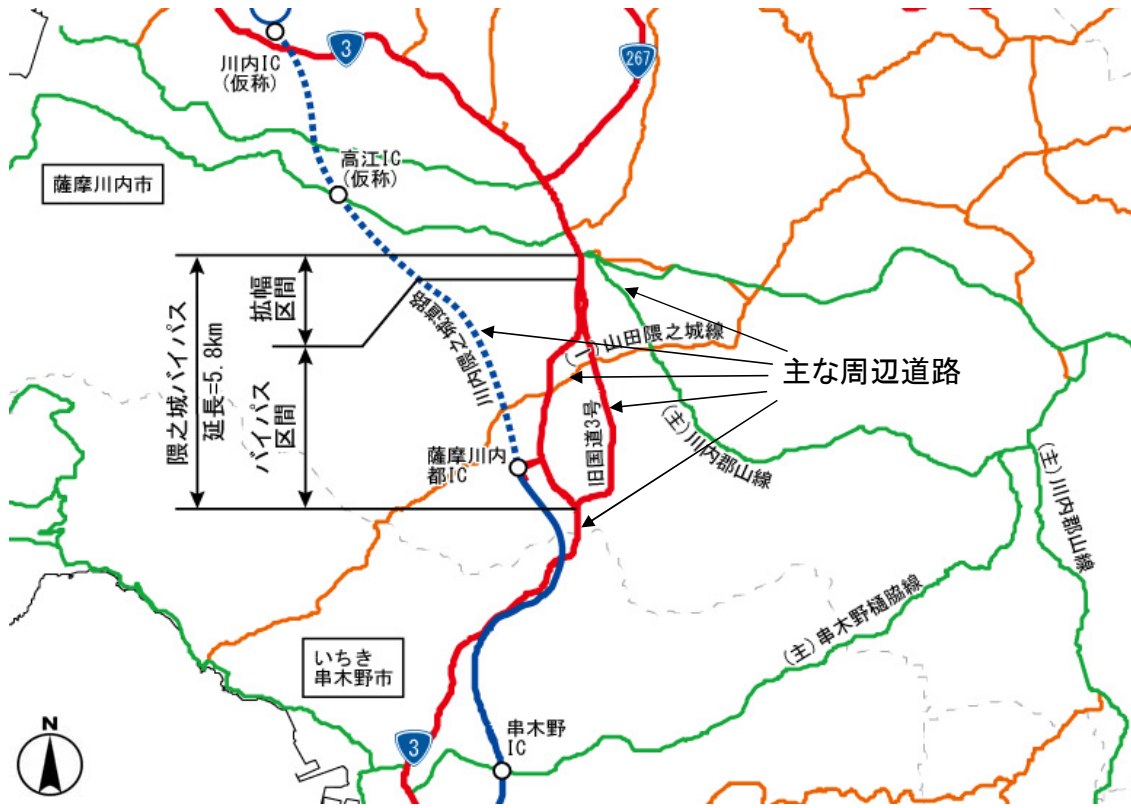 川内IC
(仮称)
3
267
高江IC
(仮称)
薩摩川内市
隈之城バイパス
延長=5.8km
拡幅
区間
バイパス
区間
川内隈之城道路
(一)山田隈之城線
主な周辺道路
旧国道3号
(主)川内郡山線
薩摩川内
都IC
(主)川内郡山線
(主)串木野樋脇線
いちき
串木野市
N
3
串木野
IC